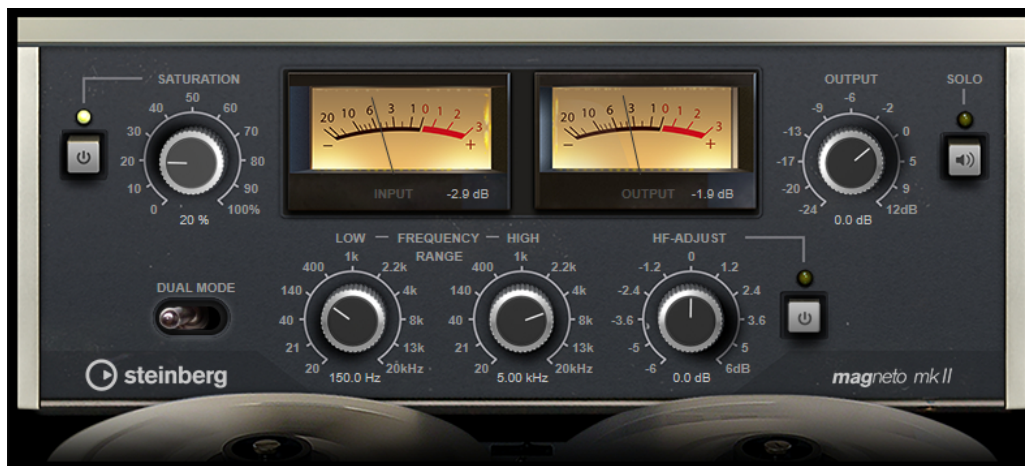 SATURATION
50
40 60
30 70
20 80
10 90
0 100%
20 %
20 10 6 3 1 0 1 2 3
- +
INPUT -2.9 dB
20 10 6 3 1 0 1 2 3
- +
OUTPUT -1.9 dB
OUTPUT
-6
-9 -2
-13 0
-17 5
-20 9
-24 12dB
0.0 dB
SOLO
DUAL MODE
LOW FREQUENCY HIGH
RANGE
1k
400 2.2k
140 4k
40 8k
21 13k
20 20kHz
150.0 Hz
1k
400 2.2k
140 4k
40 8k
21 13k
20 20kHz
5.00 kHz
HF-ADJUST
0
-1.2 1.2
-2.4 2.4
-3.6 3.6
-5 5
-6 6dB
0.0 dB
steinberg
magneto mkII